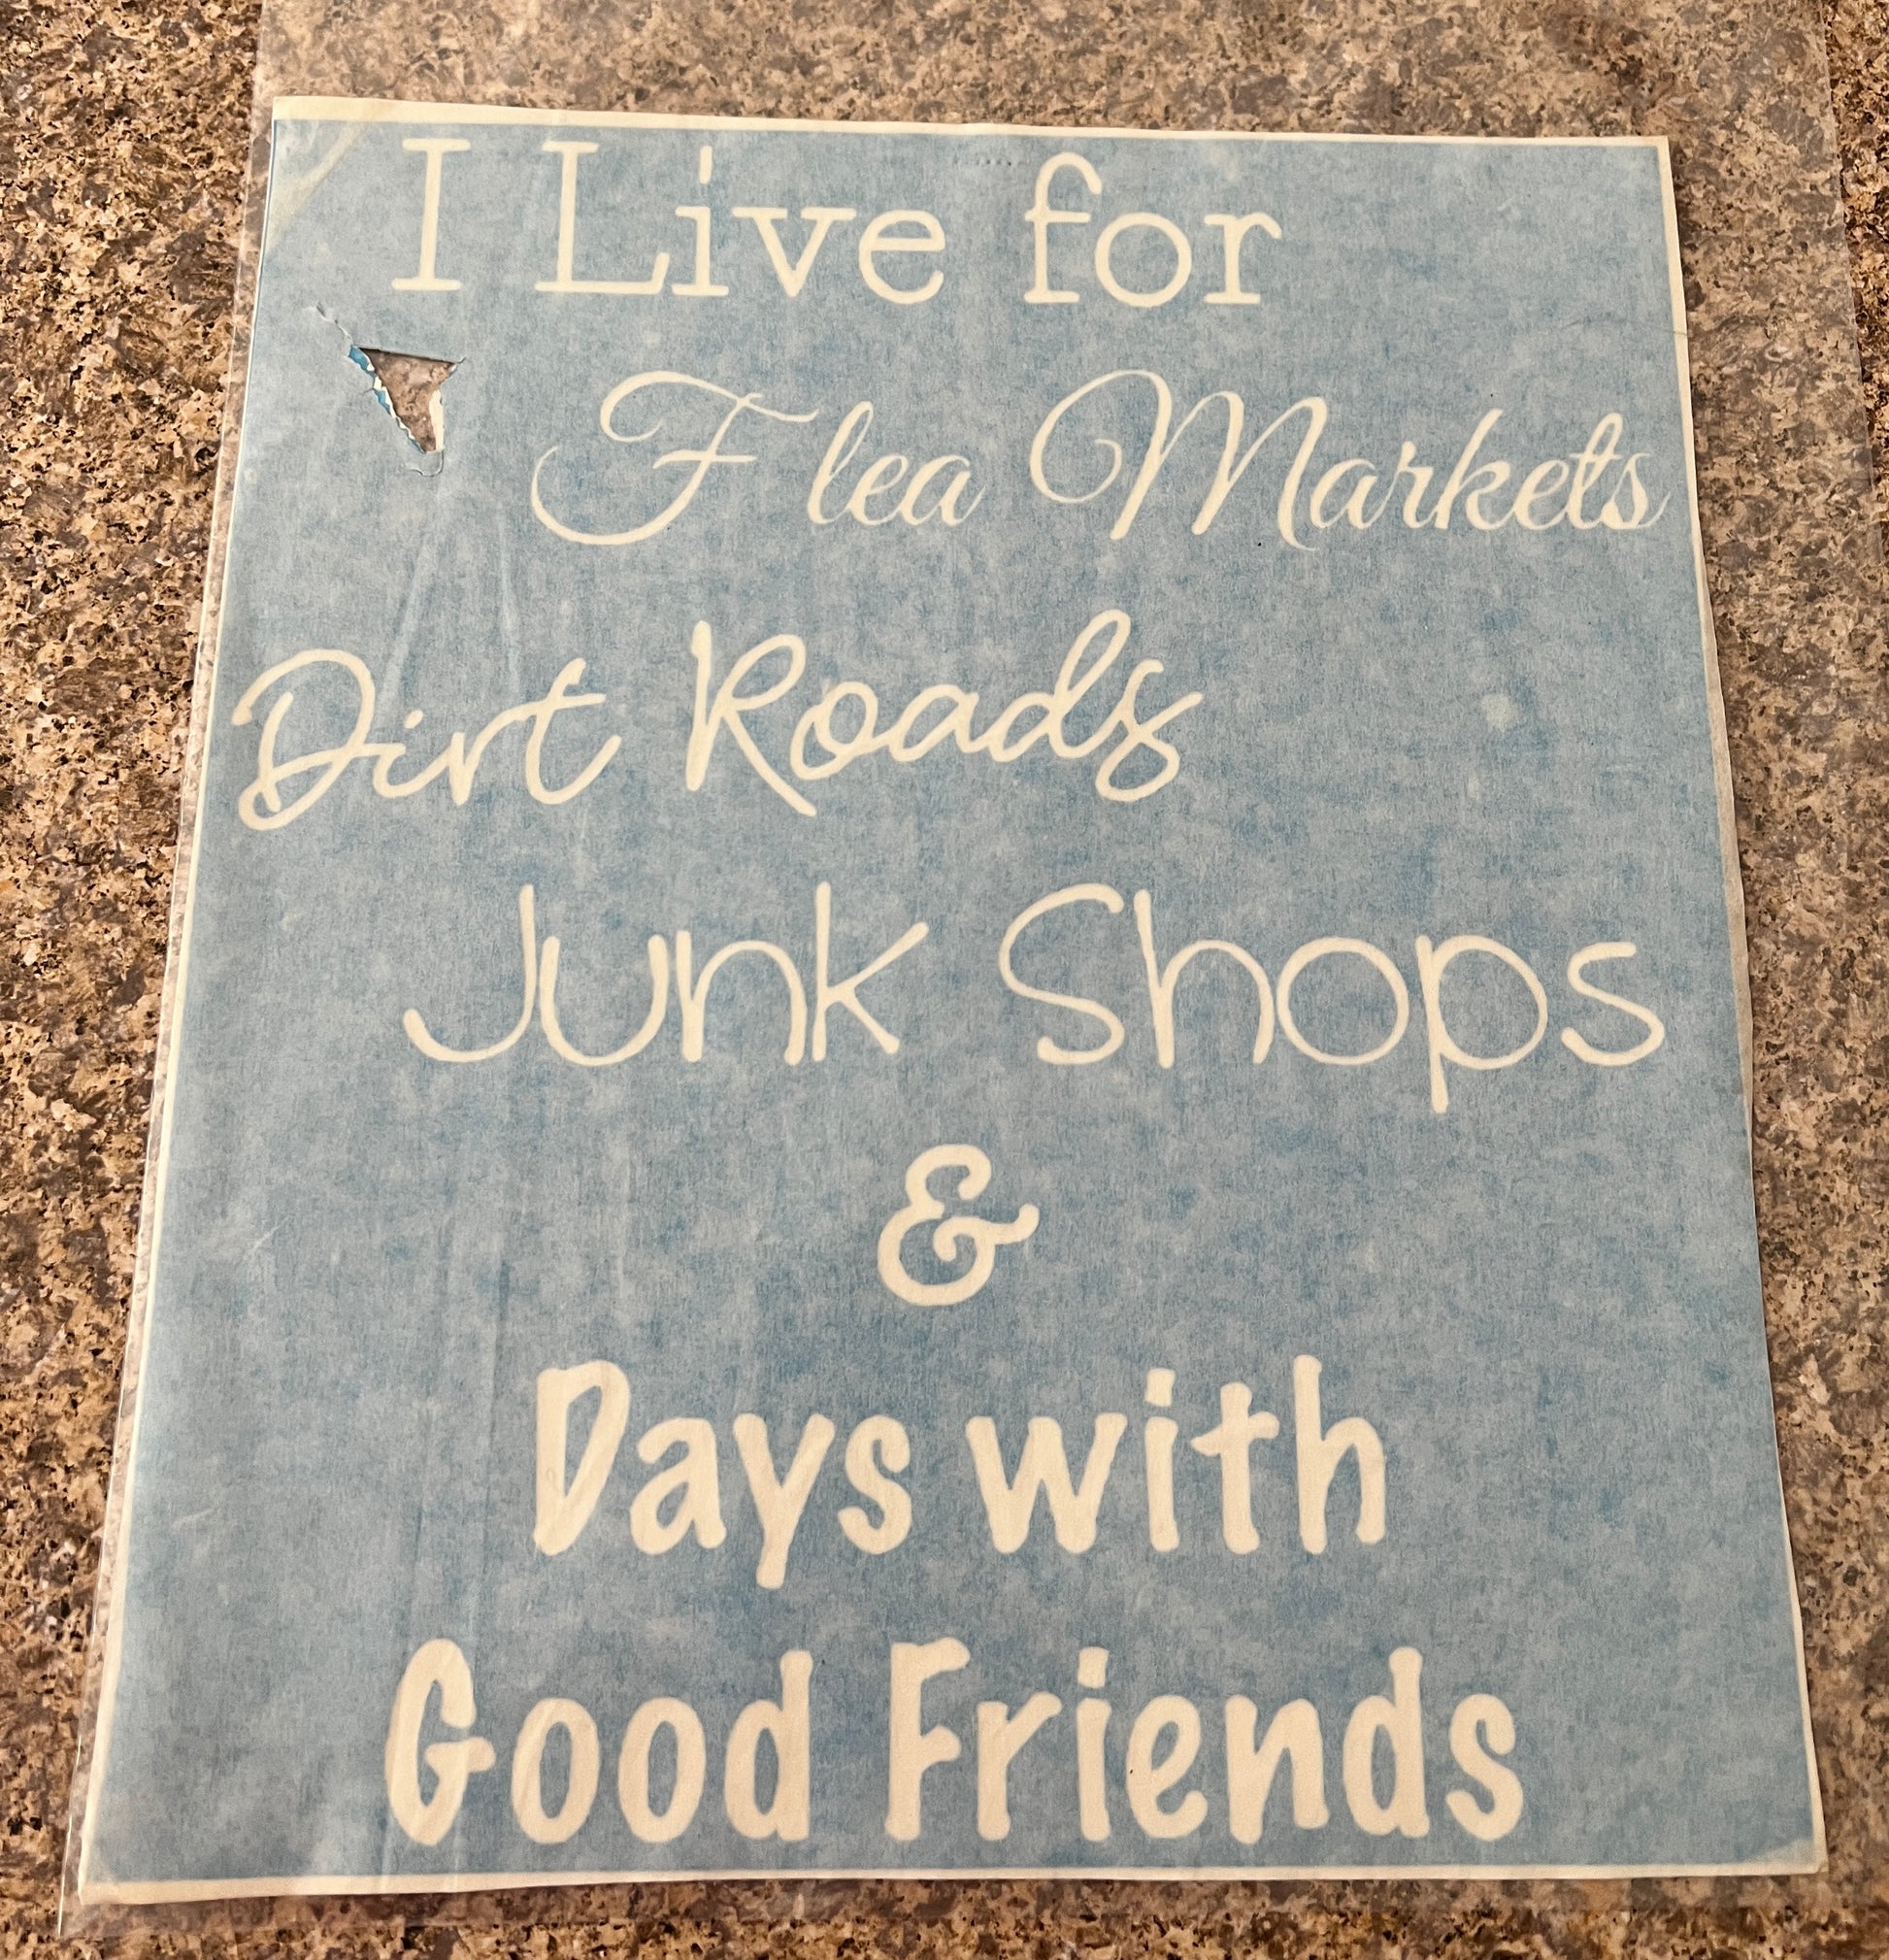 I Live for
Flea Markets
Dirt Roads
Junk Shops
&
Days with
Good Friends